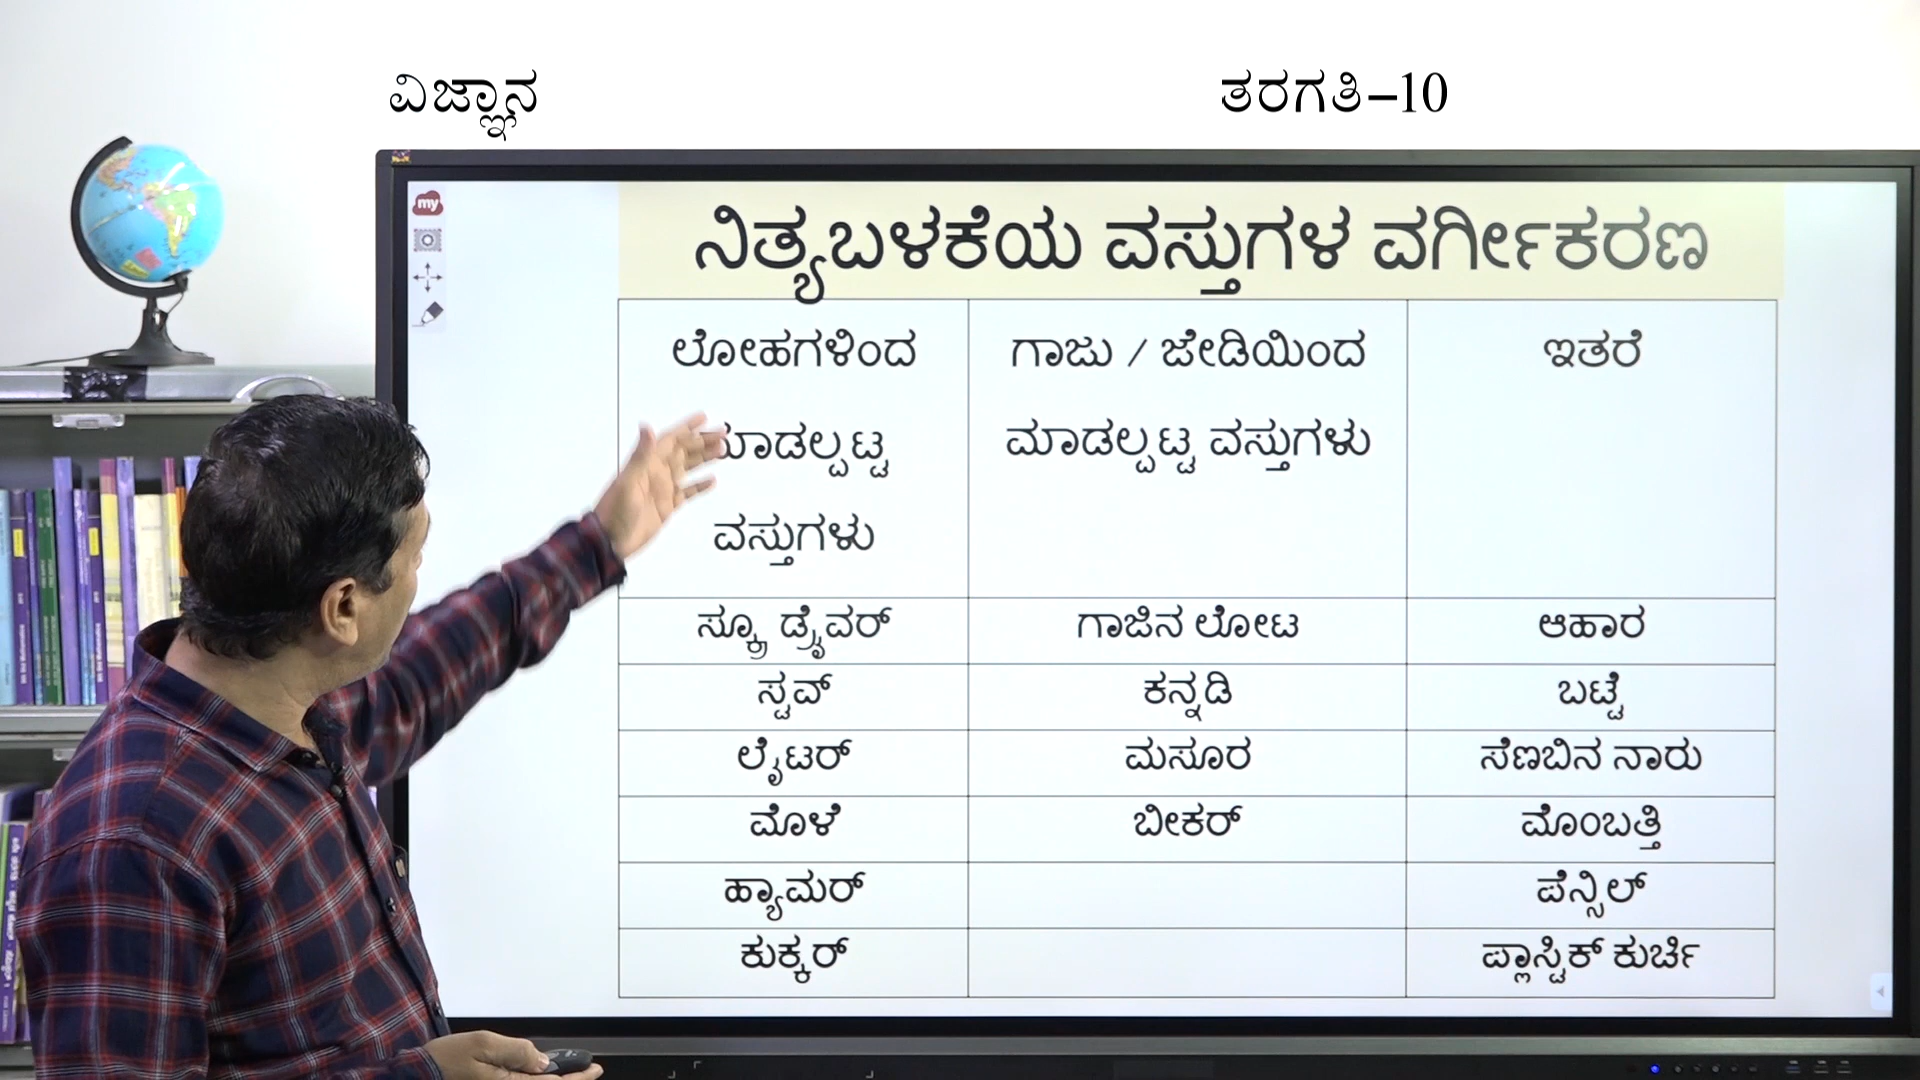 ವಿಜ್ಞಾನ
ತರಗತಿ–10
my
ನಿತ್ಯಬಳಕೆಯ ವಸ್ತುಗಳ ವರ್ಗೀಕರಣ
ಲೋಹಗಳಿಂದ
ಮಾಡಲ್ಪಟ್ಟ
ವಸ್ತುಗಳು
ಗಾಜು / ಜೇಡಿಯಿಂದ
ಮಾಡಲ್ಪಟ್ಟ ವಸ್ತುಗಳು
ಇತರೆ
ಸ್ಕ್ರೂ ಡ್ರೈವರ್ ಗಾಜಿನ ಲೋಟ ಆಹಾರ
ಸ್ಟವ್ ಕನ್ನಡಿ ಬಟ್ಟೆ
ಲೈಟರ್ ಮಸೂರ ಸೆಣಬಿನ ನಾರು
ಮೊಳೆ ಬೀಕರ್ ಮೊಂಬತ್ತಿ
ಹ್ಯಾಮರ್ ಪೆನ್ಸಿಲ್
ಕುಕ್ಕರ್ ಪ್ಲಾಸ್ಟಿಕ್ ಕುರ್ಚಿ